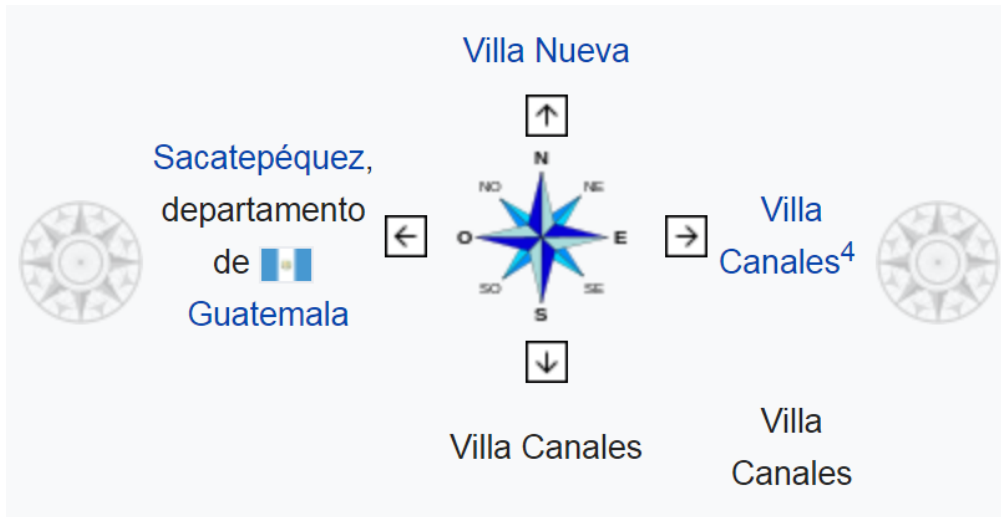 Villa Nueva
N
Sacatepéquez,
departamento
de
Guatemala
NO
NE
O
E
SO
SE
S
Villa
Canales4
Villa Canales
Villa
Canales